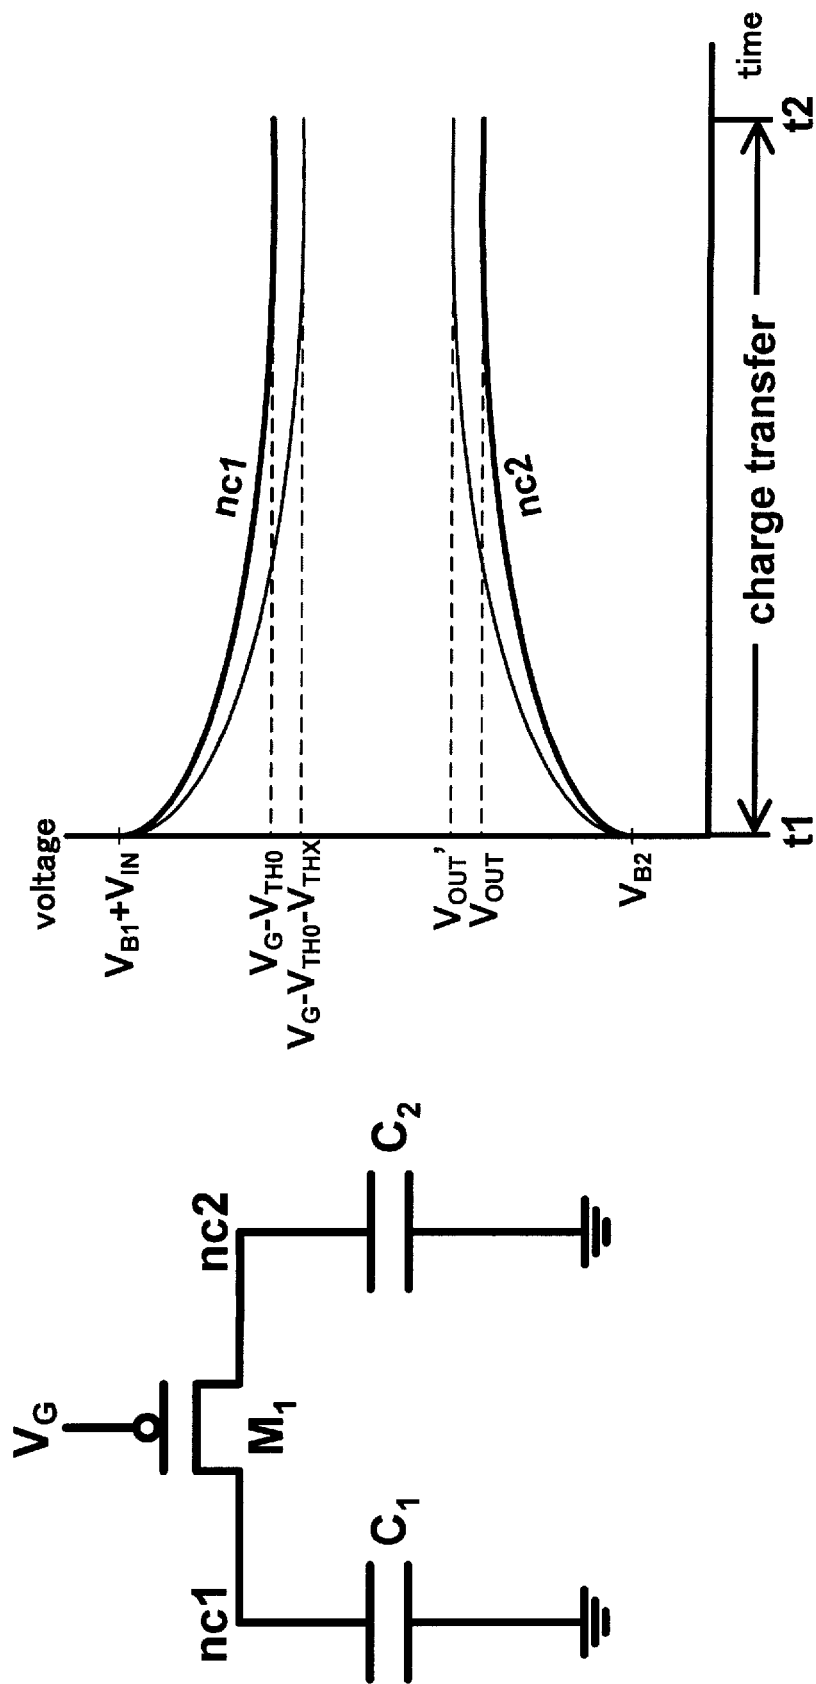 V_G
nc1
nc2
M_1
C_1
C_2
voltage
V_B1+V_IN
V_G-V_TH0
V_G-V_TH0-V_THX
V_OUT'
V_OUT
V_B2
nc1
nc2
t1
charge transfer
t2
time